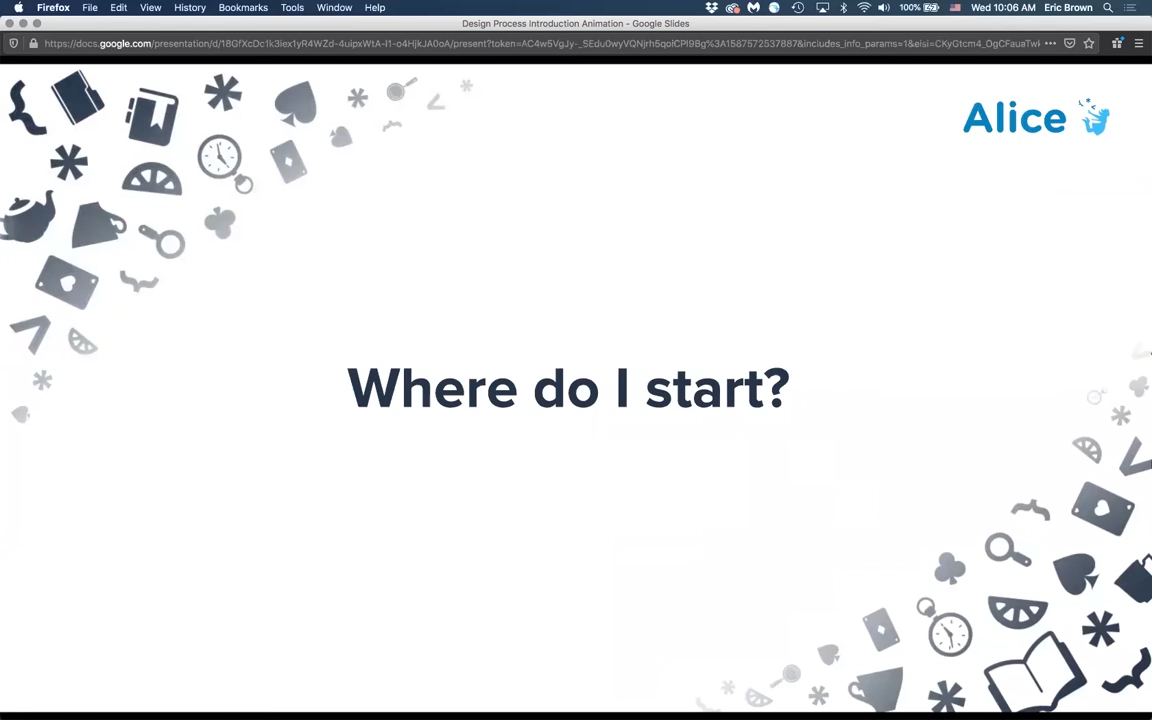 Firefox File Edit View History Bookmarks Tools Window Help 100% Wed 10:06 AM Eric Brown
Design Process Introduction Animation - Google Slides
Alice
Where do I start?